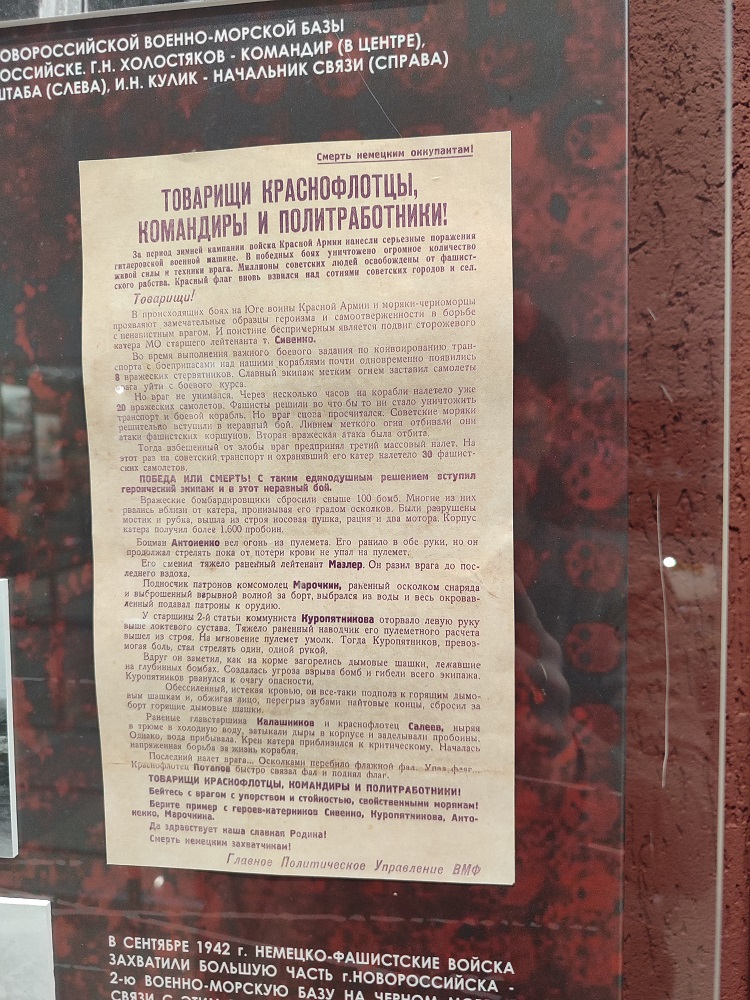 ОВОРОССИЙСКОЙ ВОЕННО-МОРСКОЙ БАЗЫ
ОССИЙСКЕ. Г.Н. ХОЛОСТЯКОВ - КОМАНДИР (В ЦЕНТРЕ),
ШТАБА (СЛЕВА), И.Н. КУЛИК - НАЧАЛЬНИК СВЯЗИ (СПРАВА)
Смерть немецким оккупантам!
ТОВАРИЩИ КРАСНОФЛОТЦЫ,
КОМАНДИРЫ И ПОЛИТРАБОТНИКИ!
За период зимней кампании войска Красной Армии нанесли серьезные поражения
гитлеровской военной машине. В победных боях уничтожено огромное количество
живой силы и техники врага. Миллионы советских людей освобождены от фашист-
ского рабства. Красный флаг вновь взвился над сотнями советских городов и сел.
Товарищи!
В происходящих боях на Юге воины Красной Армии и моряки-черноморцы
проявляют замечательные образцы героизма и самоотверженности в борьбе
с ненавистным врагом. И поистине беспримерным является подвиг сторожевого
катера МО старшего лейтенанта т. Сивенко.
Во время выполнения важного боевого задания по конвоированию тран-
спорта с боеприпасами над нашими кораблями почти одновременно появились
8 вражеских стервятников. Славный экипаж метким огнем заставил самолеты
врага уйти с боевого курса.
Но враг не унимался. Через несколько часов на корабли налетело уже
20 вражеских самолетов. Фашисты решили во что бы то ни стало уничтожить
транспорт и боевой корабль. Но враг снова просчитался. Советские моряки
решительно вступили в неравный бой. Ливнем меткого огня отбивали они
атаки фашистских коршунов. Вторая вражеская атака была отбита.
Тогда взбешенный от злобы враг предпринял третий массовый налет. На
этот раз на советский транспорт и охранявший его катер налетело 30 фашист-
ских самолетов.
ПОБЕДА ИЛИ СМЕРТЬ! С таким единодушным решением вступил
героический экипаж и в этот неравный бой.
Вражеские бомбардировщики сбросили свыше 100 бомб. Многие из них
рвались вблизи от катера, пронизывая его градом осколков. Были разрушены
мостик и рубка, вышла из строя носовая пушка, рация и два мотора. Корпус
катера получил более 1.600 пробоин.
Боцман Антоненко вел огонь из пулемета. Его ранило в обе руки, но он
продолжал стрелять пока от потери крови не упал на пулемет.
Его сменил тяжело раненный лейтенант Мазлер. Он разил врага до пос-
леднего вздоха.
Подносчик патронов комсомолец Марочкин, раненный осколком снаряда
и выброшенный взрывной волной за борт, выбрался из воды и весь окровав-
ленный подавал патроны к орудию.
У старшины 2-й статьи коммуниста Куропятникова оторвало левую руку
выше локтевого сустава. Тяжело раненный наводчик его пулеметного расчета
вышел из строя. На мгновение пулемет умолк. Тогда Куропятников, превоз-
могая боль, стал стрелять один, одной рукой.
Вдруг он заметил, как на корме загорелись дымовые шашки, лежавшие
на глубинных бомбах. Создалась угроза взрыва бомб и гибели всего экипажа.
Куропятников рванулся к очагу опасности.
Обессиленный, истекая кровью, он все-таки подполз к горящим дымо-
вым шашкам и, обжигая лицо, перегрыз зубами найтовые концы, сбросил за
борт горящие дымовые шашки.
Раненые главстаршина Калашников и краснофлотец Салеев, ныряя
в трюме в холодную воду, затыкали дыры в корпусе и заделывали пробоины.
Однако, вода прибывала. Крен катера приблизился к критическому. Началась
напряженная борьба за жизнь корабля.
Последний налет врага... Осколками перебило флажной фал. Упал флаг...
Краснофлотец Потапов быстро связал фал и поднял флаг.
ТОВАРИЩИ КРАСНОФЛОТЦЫ, КОМАНДИРЫ И ПОЛИТРАБОТНИКИ!
Бейтесь с врагом с упорством и стойкостью, свойственными морякам!
Берите пример с героев-катерников Сивенко, Куропятникова, Анто-
ненко, Марочкина.
Да здравствует наша славная Родина!
Смерть немецким захватчикам!
Главное Политическое Управление ВМФ
В СЕНТЯБРЕ 1942 г. НЕМЕЦКО-ФАШИСТСКИЕ ВОЙСКА
ЗАХВАТИЛИ БОЛЬШУЮ ЧАСТЬ г.НОВОРОССИЙСКА -
2-ю ВОЕННО-МОРСКУЮ БАЗУ НА ЧЕРНОМ
СВЯЗИ С